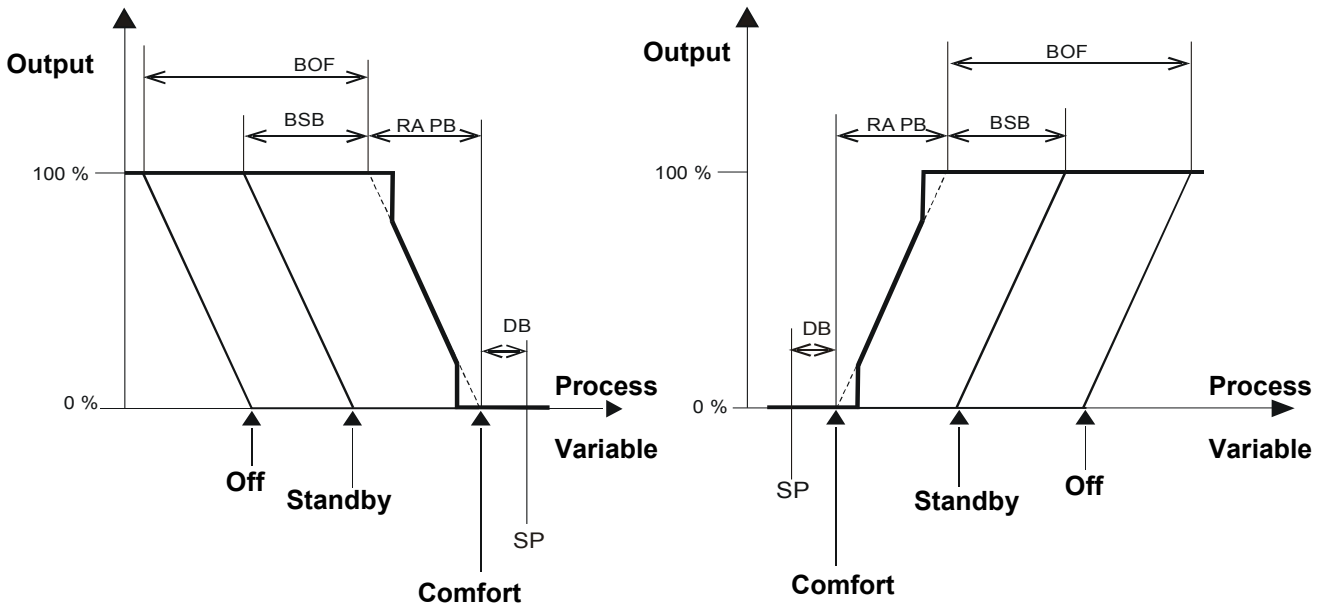 Output
BOF
BSB
RA PB
100 %
DB
0 %
Process
Variable
Off
Standby
SP
Comfort
Output
BOF
RA PB
BSB
100 %
DB
0 %
Process
Variable
SP
Standby
Off
Comfort